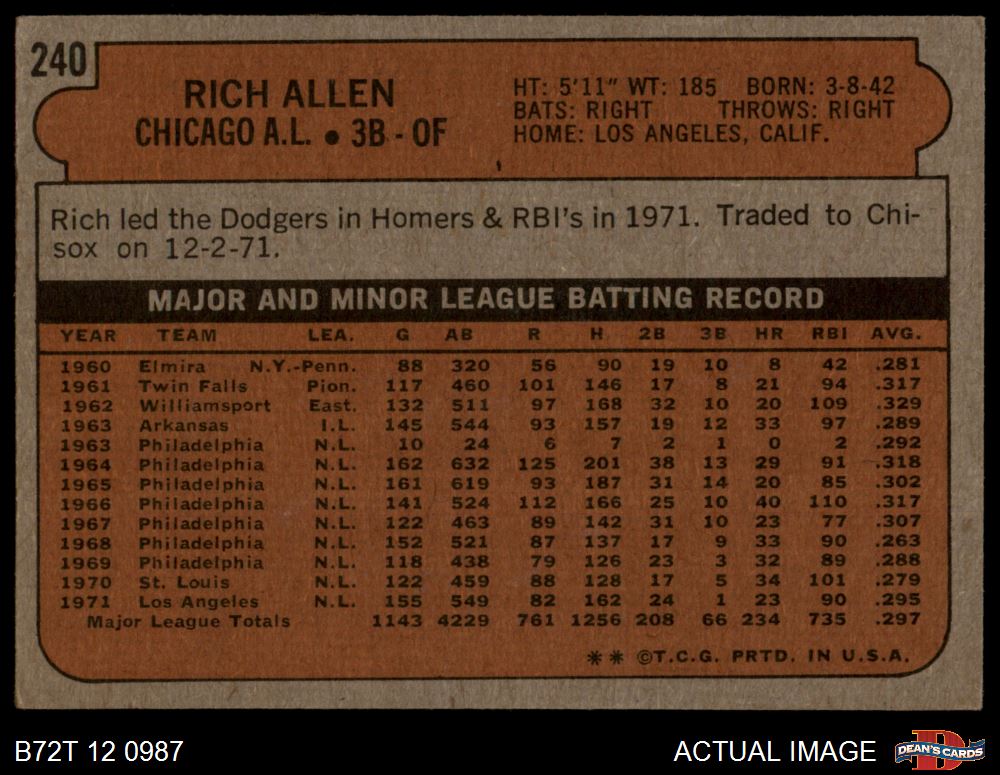 240
RICH ALLEN
CHICAGO A.L. ● 3B - OF
HT: 5'11" WT: 185 BORN: 3-8-42
BATS: RIGHT THROWS: RIGHT
HOME: LOS ANGELES, CALIF.
Rich led the Dodgers in Homers & RBI's in 1971. Traded to Chi-
sox on 12-2-71.
MAJOR AND MINOR LEAGUE BATTING RECORD
YEAR TEAM LEA. G AB R H 2B 3B HR RBI AVG.
1960 Elmira N.Y.-Penn. 88 320 56 90 19 10 8 42 .281
1961 Twin Falls Pion. 117 460 101 146 17 8 21 94 .317
1962 Williamsport East. 132 511 97 168 32 10 20 109 .329
1963 Arkansas I.L. 145 544 93 157 19 12 33 97 .289
1963 Philadelphia N.L. 10 24 6 7 2 1 0 2 .292
1964 Philadelphia N.L. 162 632 125 201 38 13 29 91 .318
1965 Philadelphia N.L. 161 619 93 187 31 14 20 85 .302
1966 Philadelphia N.L. 141 524 112 166 25 10 40 110 .317
1967 Philadelphia N.L. 122 463 89 142 31 10 23 77 .307
1968 Philadelphia N.L. 152 521 87 137 17 9 33 90 .263
1969 Philadelphia N.L. 118 438 79 126 23 3 32 89 .288
1970 St. Louis N.L. 122 459 88 128 17 5 34 101 .279
1971 Los Angeles N.L. 155 549 82 162 24 1 23 90 .295
Major League Totals 1143 4229 761 1256 208 66 234 735 .297
** ©T.C.G. PRTD. IN U.S.A.
B72T 12 0987
ACTUAL IMAGE
D
DEAN'S CARDS